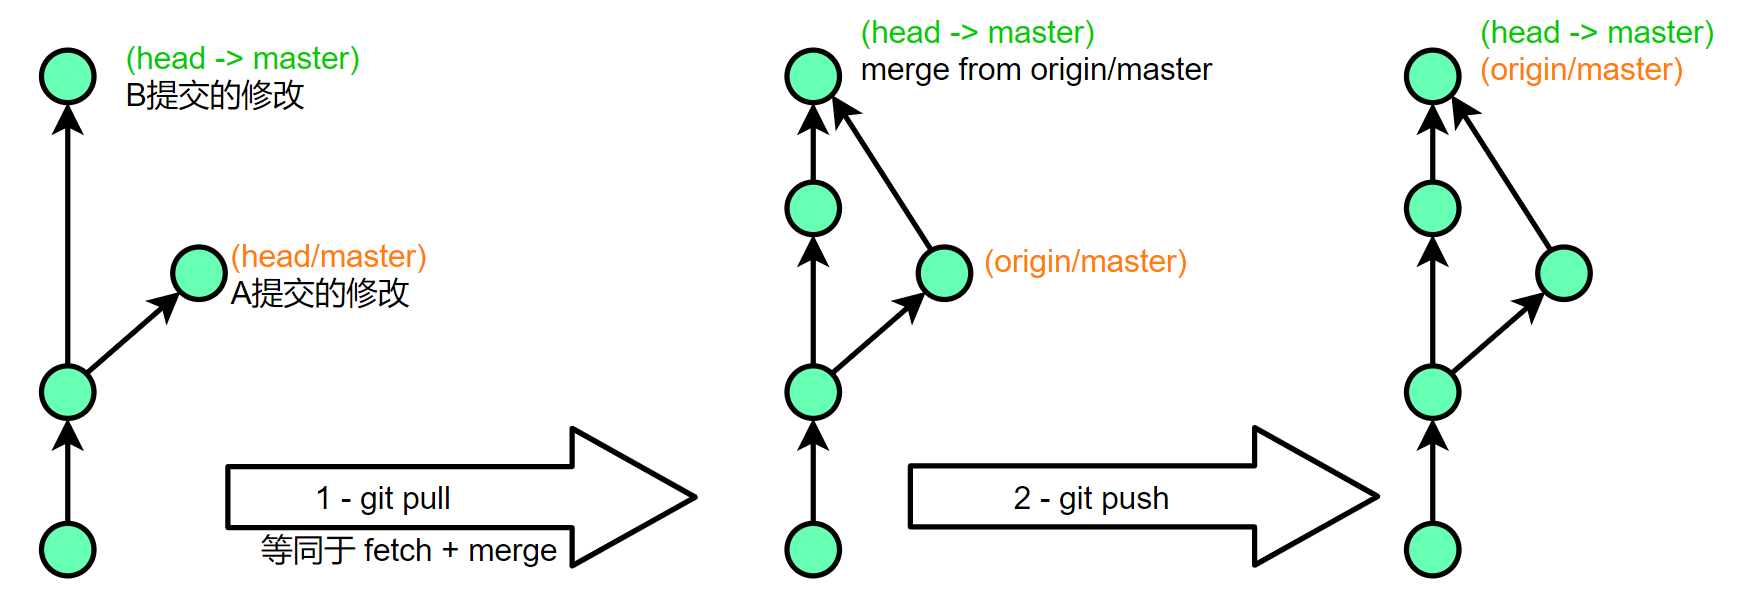 (head -> master)
B提交的修改
(head/master)
A提交的修改
1 - git pull
等同于 fetch + merge
(head -> master)
merge from origin/master
(origin/master)
2 - git push
(head -> master)
(origin/master)